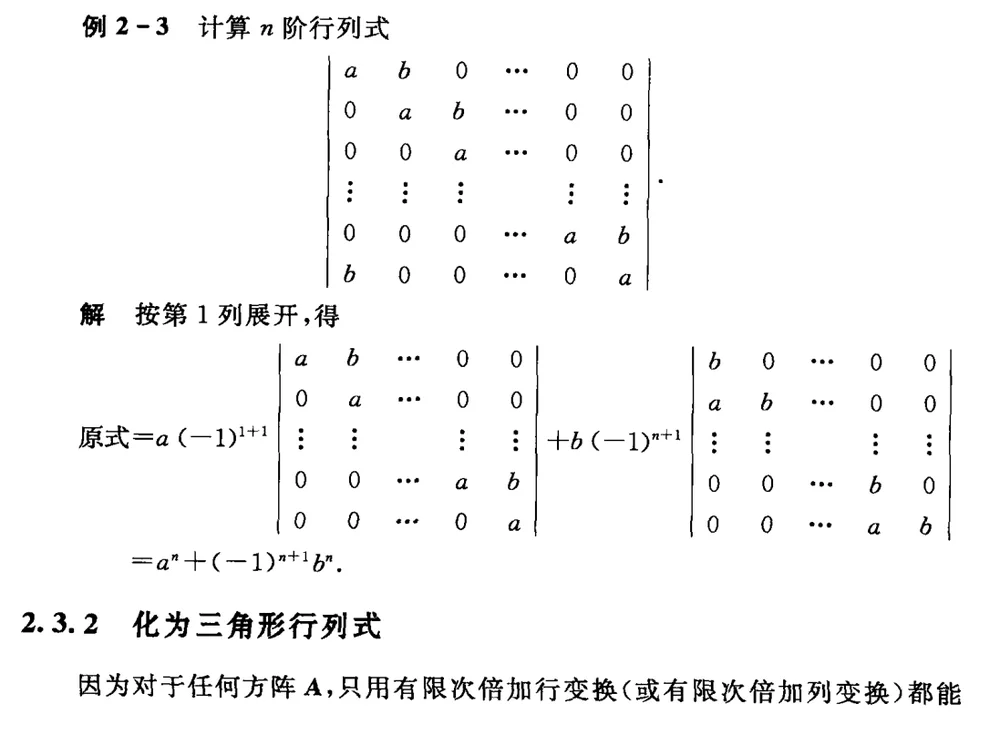 例 2-3 计算 n 阶行列式
a b 0 ⋯ 0 0
0 a b ⋯ 0 0
0 0 a ⋯ 0 0
⋮ ⋮ ⋮ ⋮ ⋮ .
0 0 0 ⋯ a b
b 0 0 ⋯ 0 a
解 按第 1 列展开,得
原式=a(-1)¹⁺¹ | a b ⋯ 0 0 | +b(-1)ⁿ⁺¹ | b 0 ⋯ 0 0 |
| 0 a ⋯ 0 0 | | a b ⋯ 0 0 |
| ⋮ ⋮ ⋮ ⋮ | | ⋮ ⋮ ⋮ ⋮ |
| 0 0 ⋯ a b | | 0 0 ⋯ b 0 |
| 0 0 ⋯ 0 a | | 0 0 ⋯ a b |
=aⁿ+(-1)ⁿ⁺¹bⁿ.
2.3.2 化为三角形行列式
因为对于任何方阵 A,只用有限次倍加行变换(或有限次倍加列变换)都能